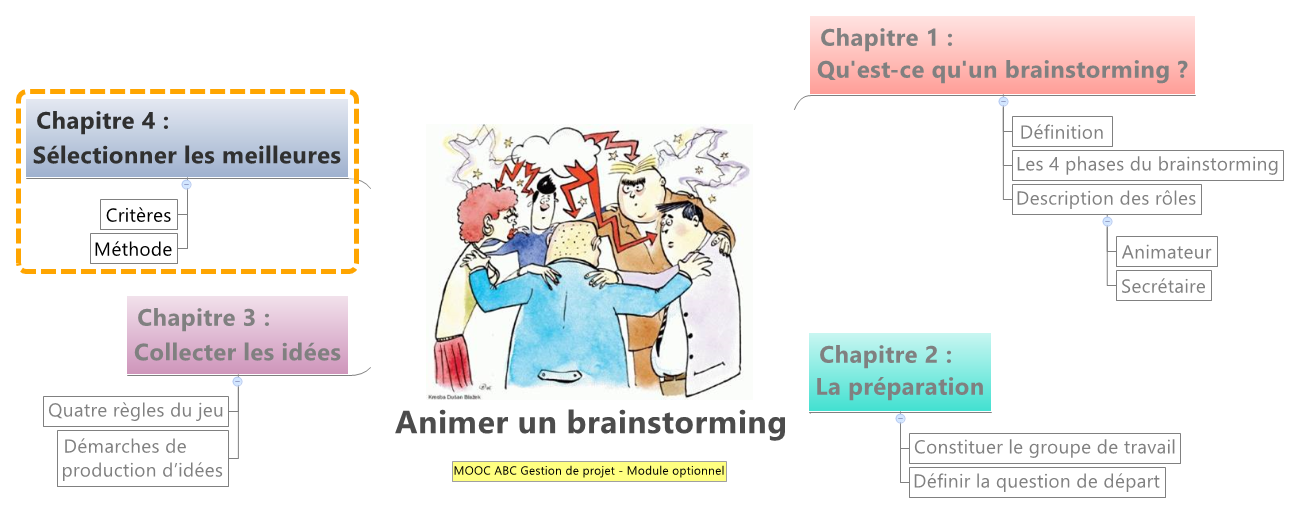 Chapitre 1 :
Qu'est-ce qu'un brainstorming ?
Définition
Les 4 phases du brainstorming
Description des rôles
Animateur
Secrétaire
Chapitre 2 :
La préparation
Constituer le groupe de travail
Définir la question de départ
Chapitre 3 :
Collecter les idées
Quatre règles du jeu
Démarches de
production d’idées
Chapitre 4 :
Sélectionner les meilleures
Critères
Méthode
Kresba Dušan Bládek
Animer un brainstorming
MOOC ABC Gestion de projet - Module optionnel